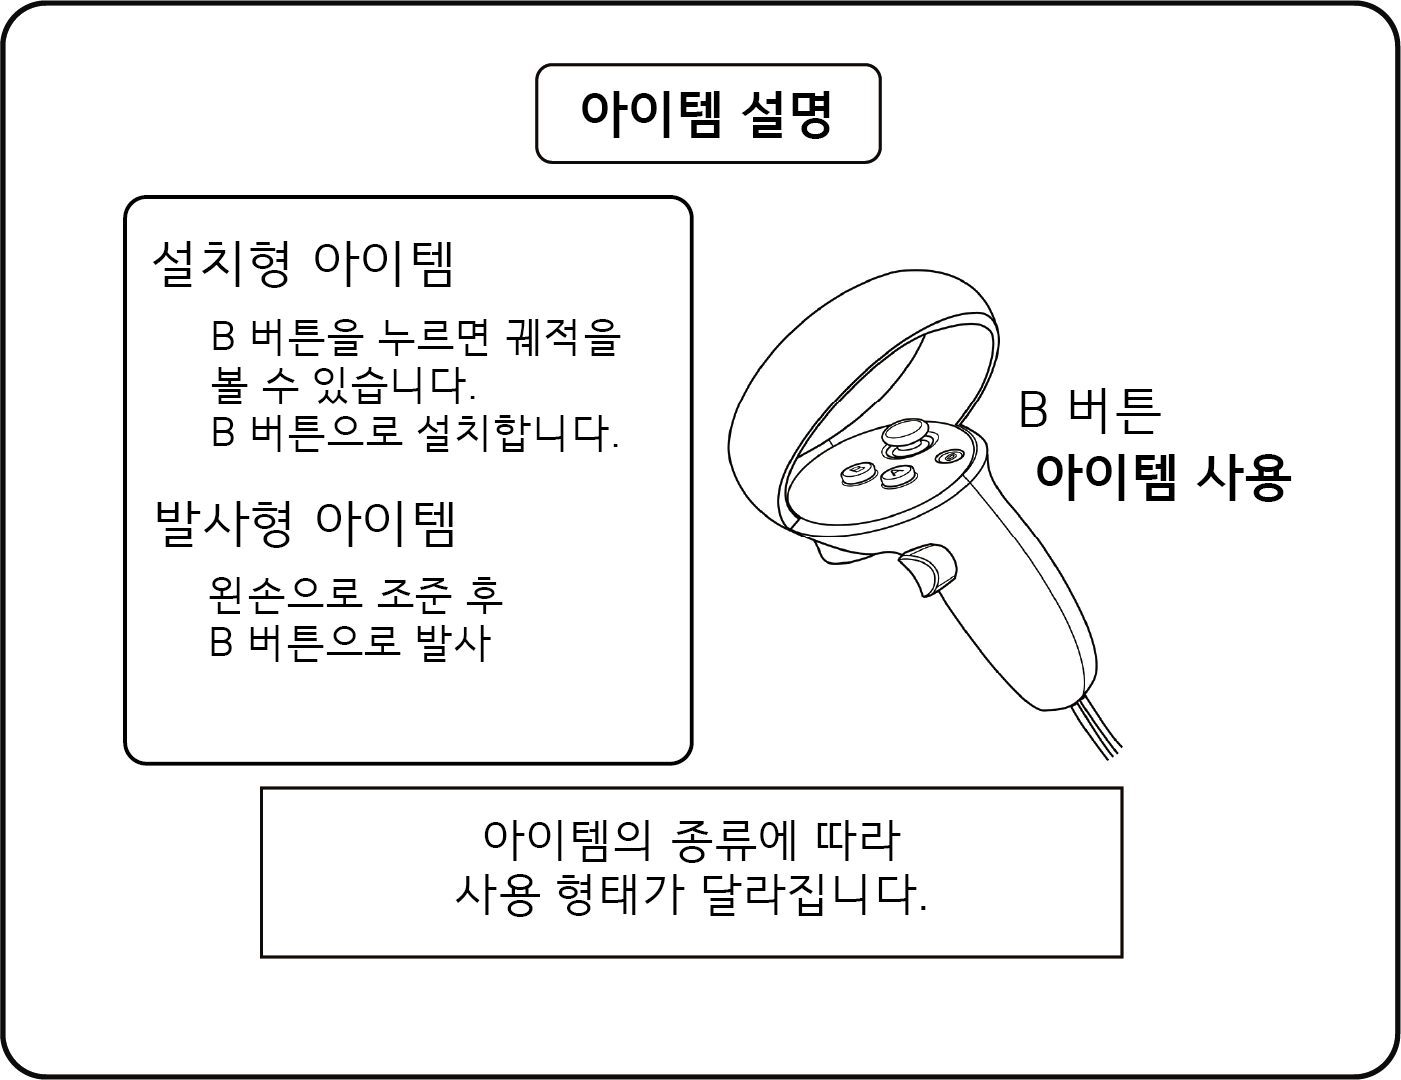 아이템 설명
설치형 아이템
B 버튼을 누르면 궤적을
볼 수 있습니다.
B 버튼으로 설치합니다.
발사형 아이템
왼손으로 조준 후
B 버튼으로 발사
B 버튼
아이템 사용
B
A
아이템의 종류에 따라
사용 형태가 달라집니다.